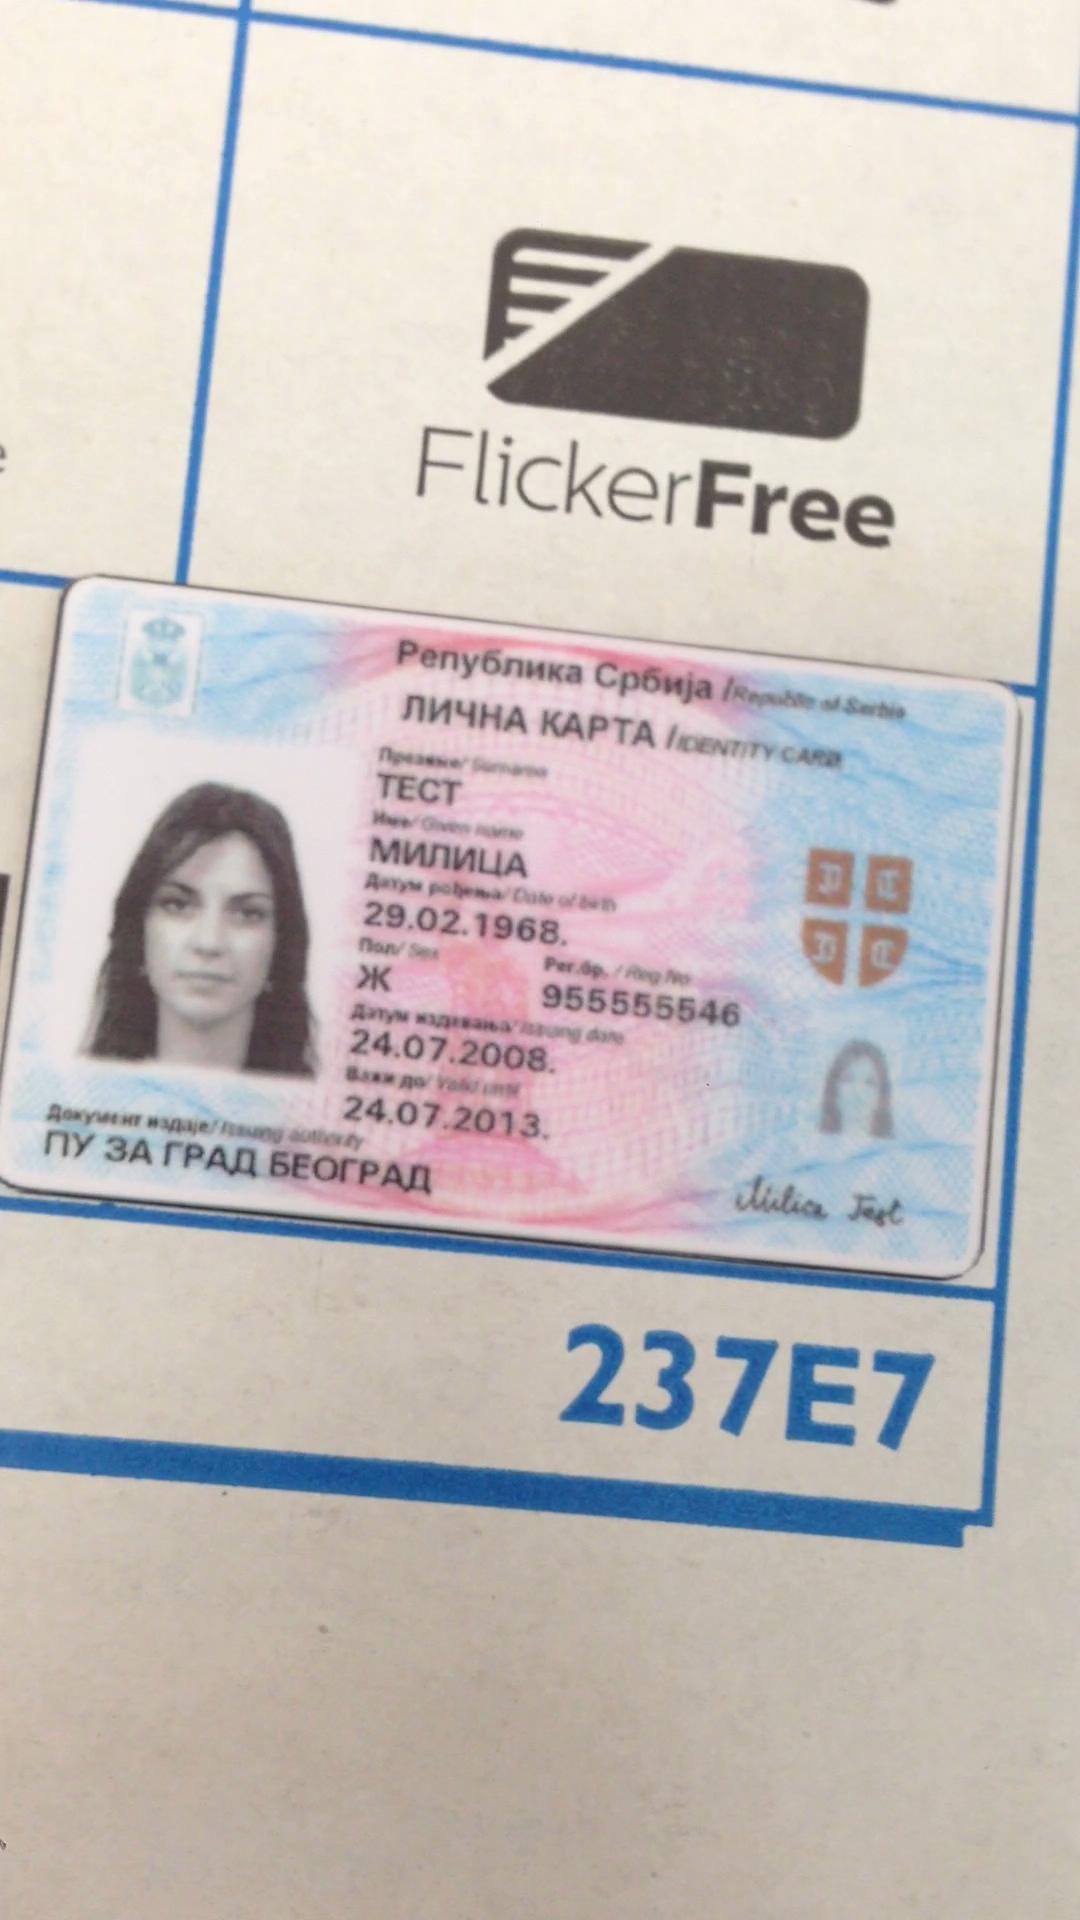 FlickerFree
Република Србија /Republic of Serbia
ЛИЧНА КАРТА /IDENTITY CARD
Презиме/ Surname
ТЕСТ
Име/ Given name
МИЛИЦА
Датум рођења/ Date of birth
29.02.1968.
Пол/ Sex
Ж
Рег.бр. / Reg No
955555546
Датум издавања/ Issuing date
24.07.2008.
Важи до/ Valid until
24.07.2013.
Документ издаје/ Issuing authority
ПУ ЗА ГРАД БЕОГРАД
Milica Test
237E7